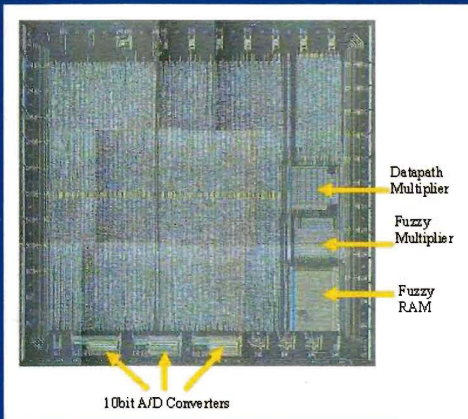 Datapath
Multiplier
Fuzzy
Multiplier
Fuzzy
RAM
10bit A/D Converters